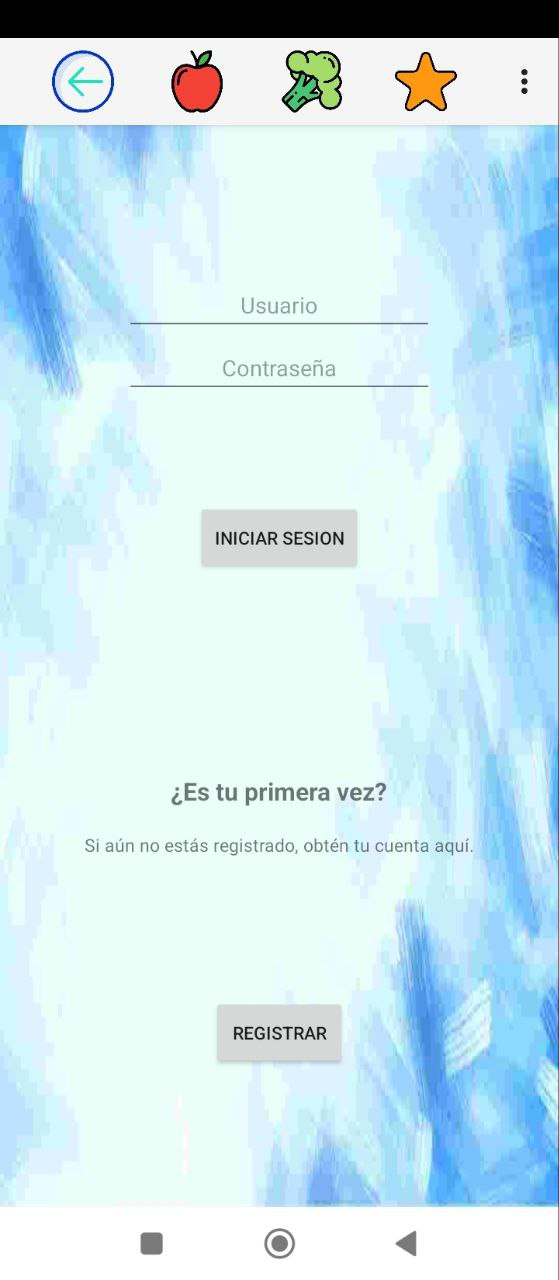 Usuario
Contraseña
INICIAR SESION
¿Es tu primera vez?
Si aún no estás registrado, obtén tu cuenta aquí.
REGISTRAR